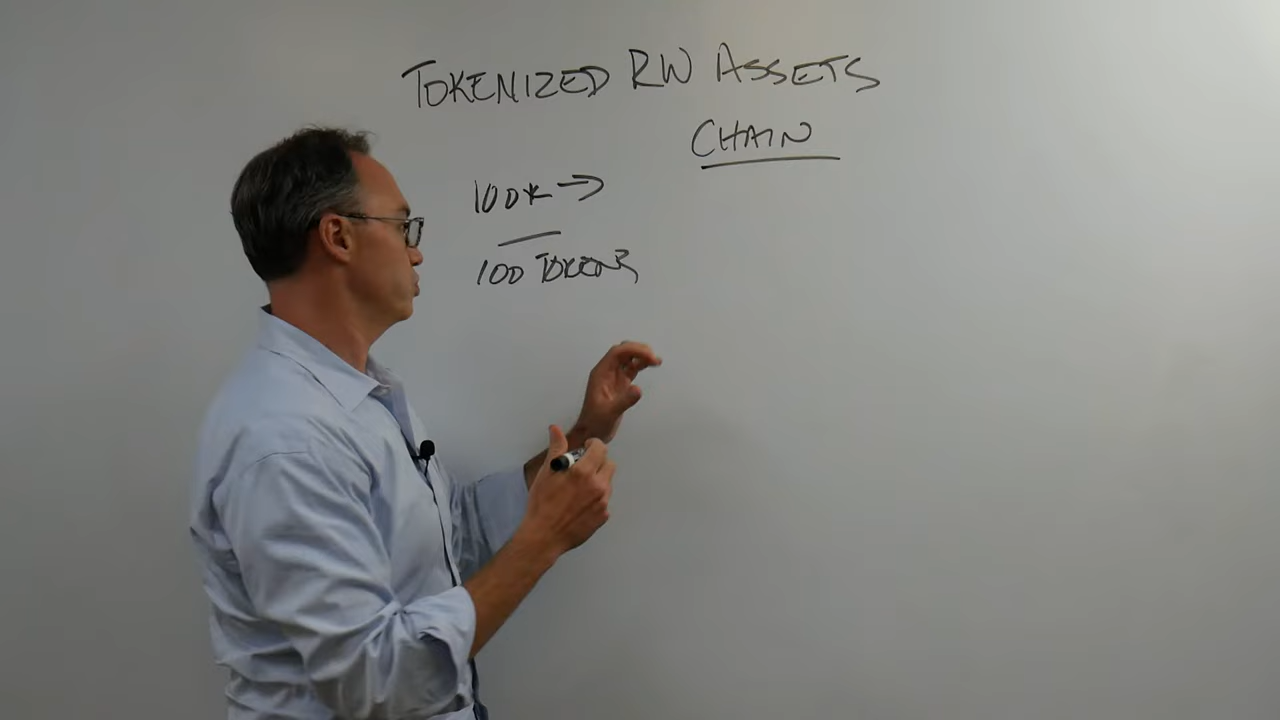 TOKENIZED RW ASSETS
CHAIN
100K →
100 TOKENS